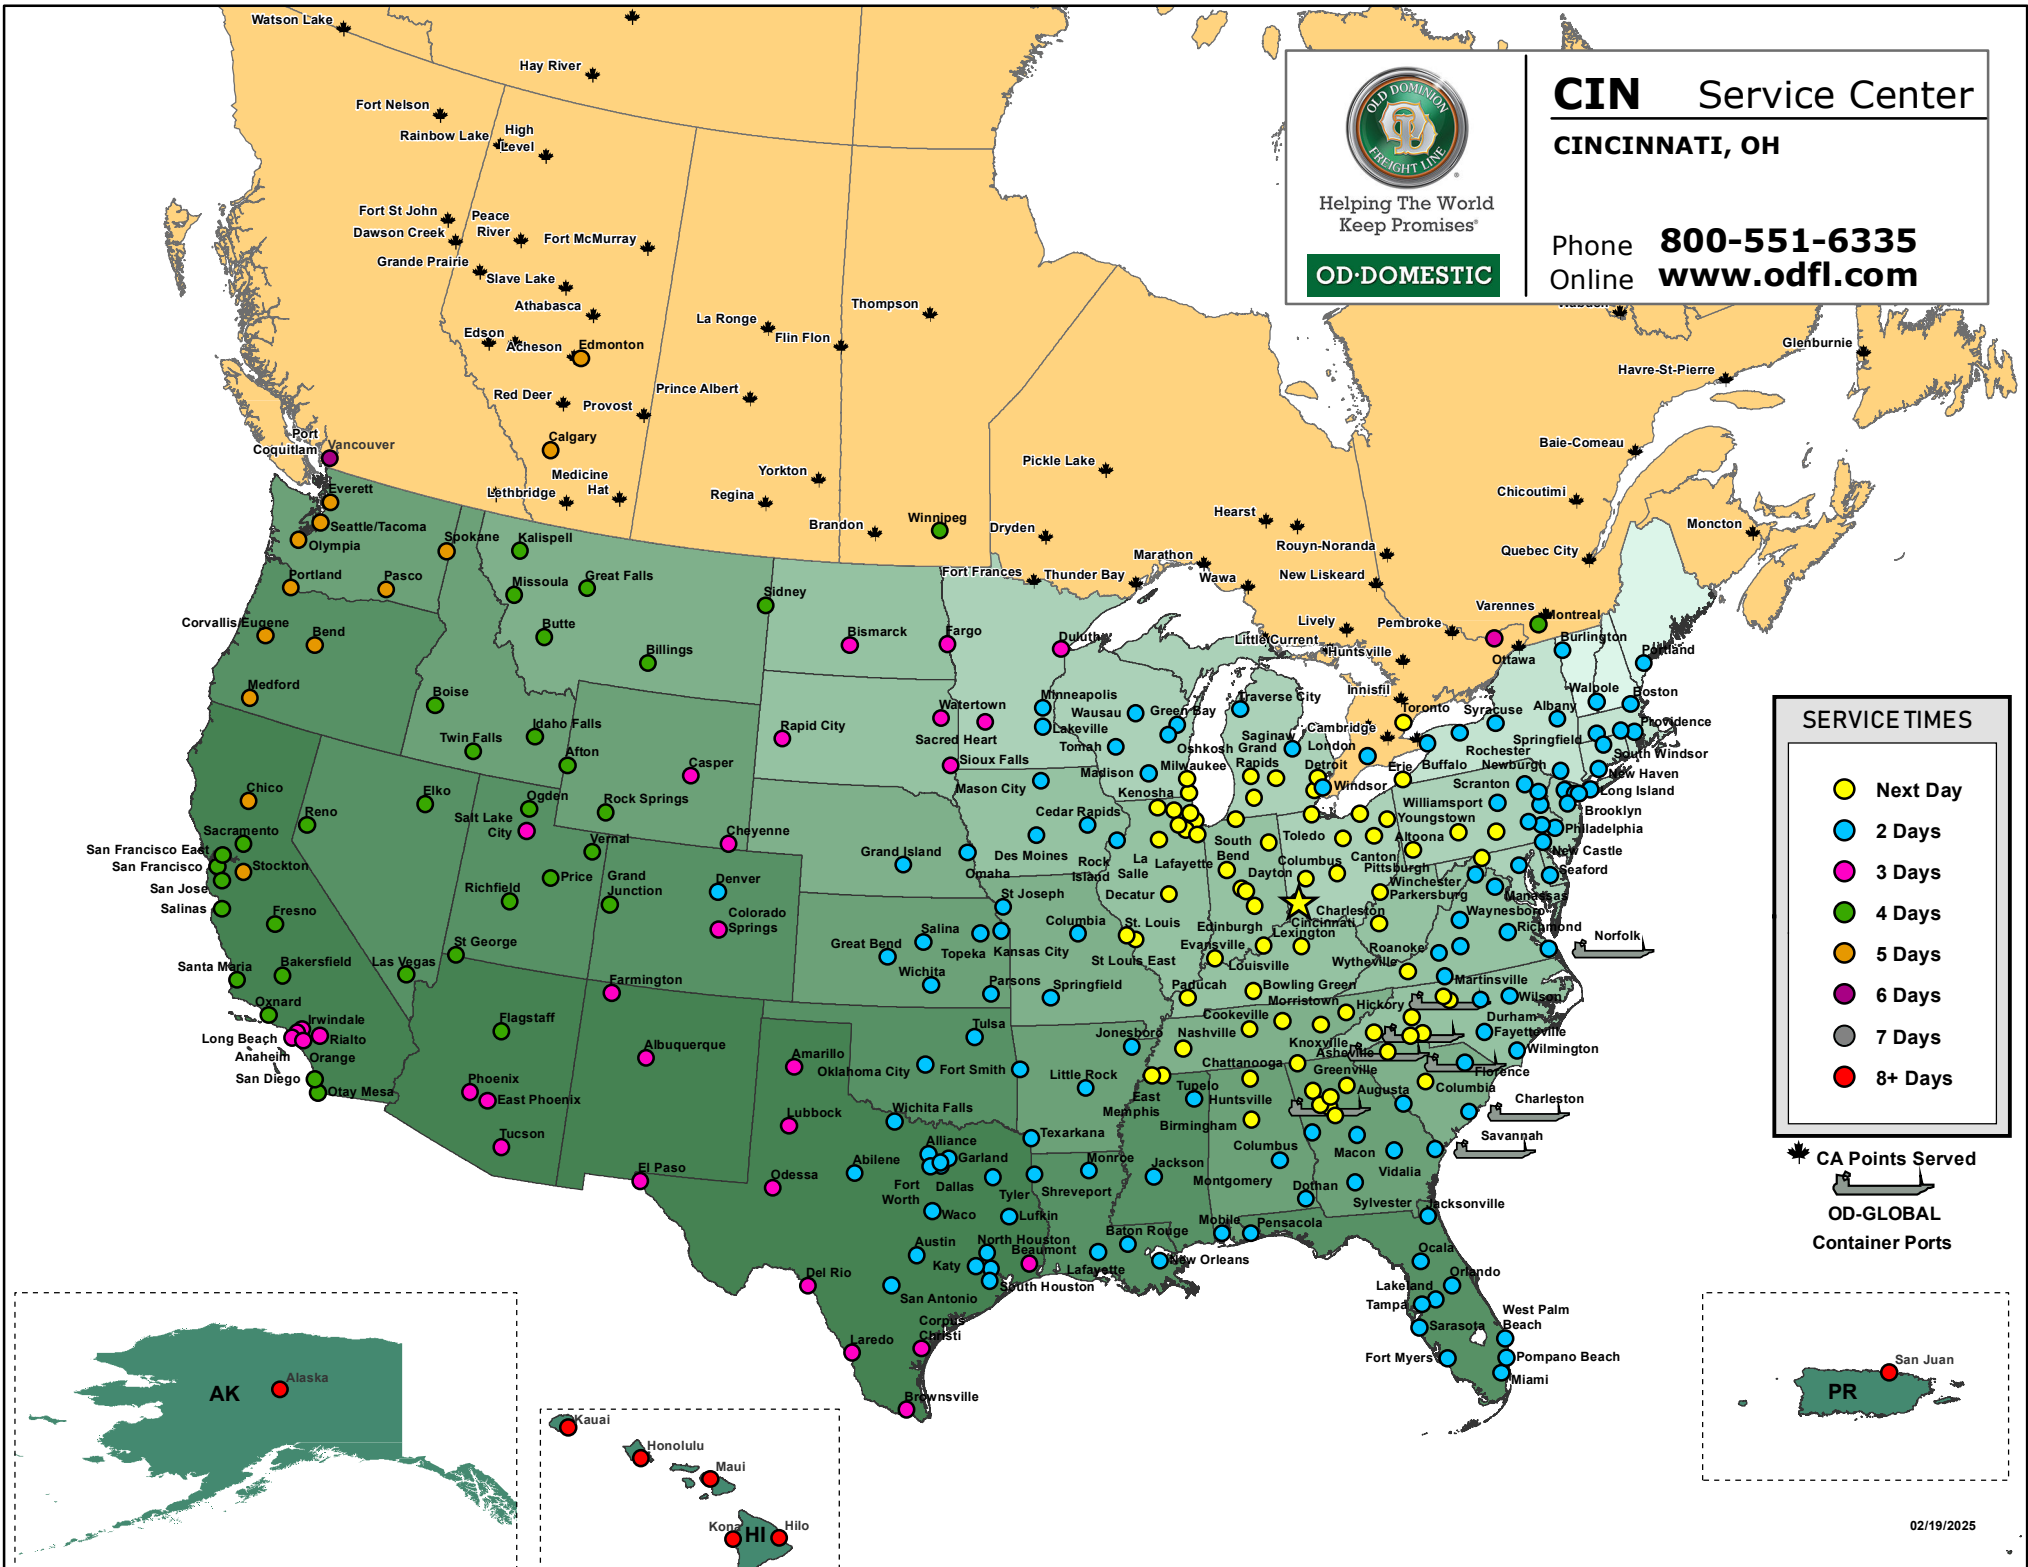 Watson Lake
Hay River
Fort Nelson
Rainbow Lake
High
Level
Fort St John
Dawson Creek
Peace
River
Fort McMurray
Grande Prairie
Slave Lake
Athabasca
Edson
Acheson
Edmonton
Red Deer
Provost
Calgary
Medicine
Hat
Lethbridge
La Ronge
Flin Flon
Thompson
Prince Albert
Yorkton
Regina
Brandon
Winnipeg
Pickle Lake
Dryden
Fort Frances
Thunder Bay
Marathon
Wawa
Hearst
Rouyn-Noranda
New Liskeard
Lively
Little Current
Huntsville
Pembroke
Innisfil
Toronto
Cambridge
London
Windsor
Varennes
Montreal
Ottawa
Quebec City
Chicoutimi
Baie-Comeau
Havre-St-Pierre
Glenburnie
Moncton
Port
Coquitlam
Vancouver
OLD DOMINION
FREIGHT LINE
Helping The World
Keep Promises®
OD·DOMESTIC
CIN Service Center
CINCINNATI, OH
Phone 800-551-6335
Online www.odfl.com
Everett
Seattle/Tacoma
Olympia
Spokane
Portland
Pasco
Corvallis/Eugene
Bend
Medford
Kalispell
Missoula
Great Falls
Butte
Billings
Sidney
Boise
Idaho Falls
Twin Falls
Afton
Casper
Rock Springs
Cheyenne
Chico
Reno
Elko
Ogden
Salt Lake
City
Vernal
Sacramento
San Francisco East
San Francisco
Stockton
San Jose
Salinas
Fresno
Richfield
Price
Grand
Junction
Denver
Colorado
Springs
St George
Las Vegas
Santa Maria
Bakersfield
Oxnard
Irwindale
Long Beach
Rialto
Anaheim
Orange
San Diego
Otay Mesa
Farmington
Flagstaff
Albuquerque
Phoenix
East Phoenix
Tucson
El Paso
Bismarck
Fargo
Duluth
Rapid City
Watertown
Sacred Heart
Sioux Falls
Minneapolis
Lakeville
Wausau
Green Bay
Tomah
Oshkosh
Madison
Milwaukee
Kenosha
Mason City
Cedar Rapids
Des Moines
Rock
Island
La
Salle
Grand Island
Omaha
St Joseph
Salina
Topeka
Kansas City
Great Bend
Wichita
Parsons
Columbia
Springfield
St. Louis
St Louis East
Decatur
Lafayette
Traverse City
Saginaw
Grand
Rapids
Detroit
South
Bend
Toledo
Columbus
Dayton
Canton
Youngstown
Pittsburgh
Altoona
Erie
Buffalo
Rochester
Syracuse
Albany
Burlington
Portland
Walpole
Boston
Providence
Springfield
South Windsor
New Haven
Newburgh
Long Island
Brooklyn
Scranton
Williamsport
Philadelphia
New Castle
Seaford
Winchester
Parkersburg
Manassas
Waynesboro
Richmond
Norfolk
Charleston
Cincinnati
Lexington
Edinburgh
Evansville
Louisville
Roanoke
Wytheville
Martinsville
Paducah
Bowling Green
Morristown
Hickory
Wilson
Durham
Fayetteville
Wilmington
Cookeville
Nashville
Knoxville
Asheville
Chattanooga
Greenville
Florence
Columbia
Charleston
Augusta
Savannah
Jonesboro
Tulsa
Amarillo
Oklahoma City
Fort Smith
Little Rock
East
Memphis
Tupelo
Huntsville
Birmingham
Columbus
Macon
Vidalia
Lubbock
Wichita Falls
Texarkana
Alliance
Garland
Abilene
Fort
Worth
Dallas
Tyler
Monroe
Shreveport
Jackson
Montgomery
Dothan
Sylvester
Jacksonville
Odessa
Waco
Lufkin
Austin
North Houston
Beaumont
Katy
South Houston
San Antonio
Lafayette
Baton Rouge
New Orleans
Mobile
Pensacola
Ocala
Orlando
Lakeland
Tampa
Sarasota
West Palm
Beach
Fort Myers
Pompano Beach
Miami
Del Rio
Laredo
Corpus
Christi
Brownsville
SERVICE TIMES
Next Day
2 Days
3 Days
4 Days
5 Days
6 Days
7 Days
8+ Days
CA Points Served
OD-GLOBAL
Container Ports
AK
Alaska
Kauai
Honolulu
Maui
Kona
HI
Hilo
San Juan
PR
02/19/2025